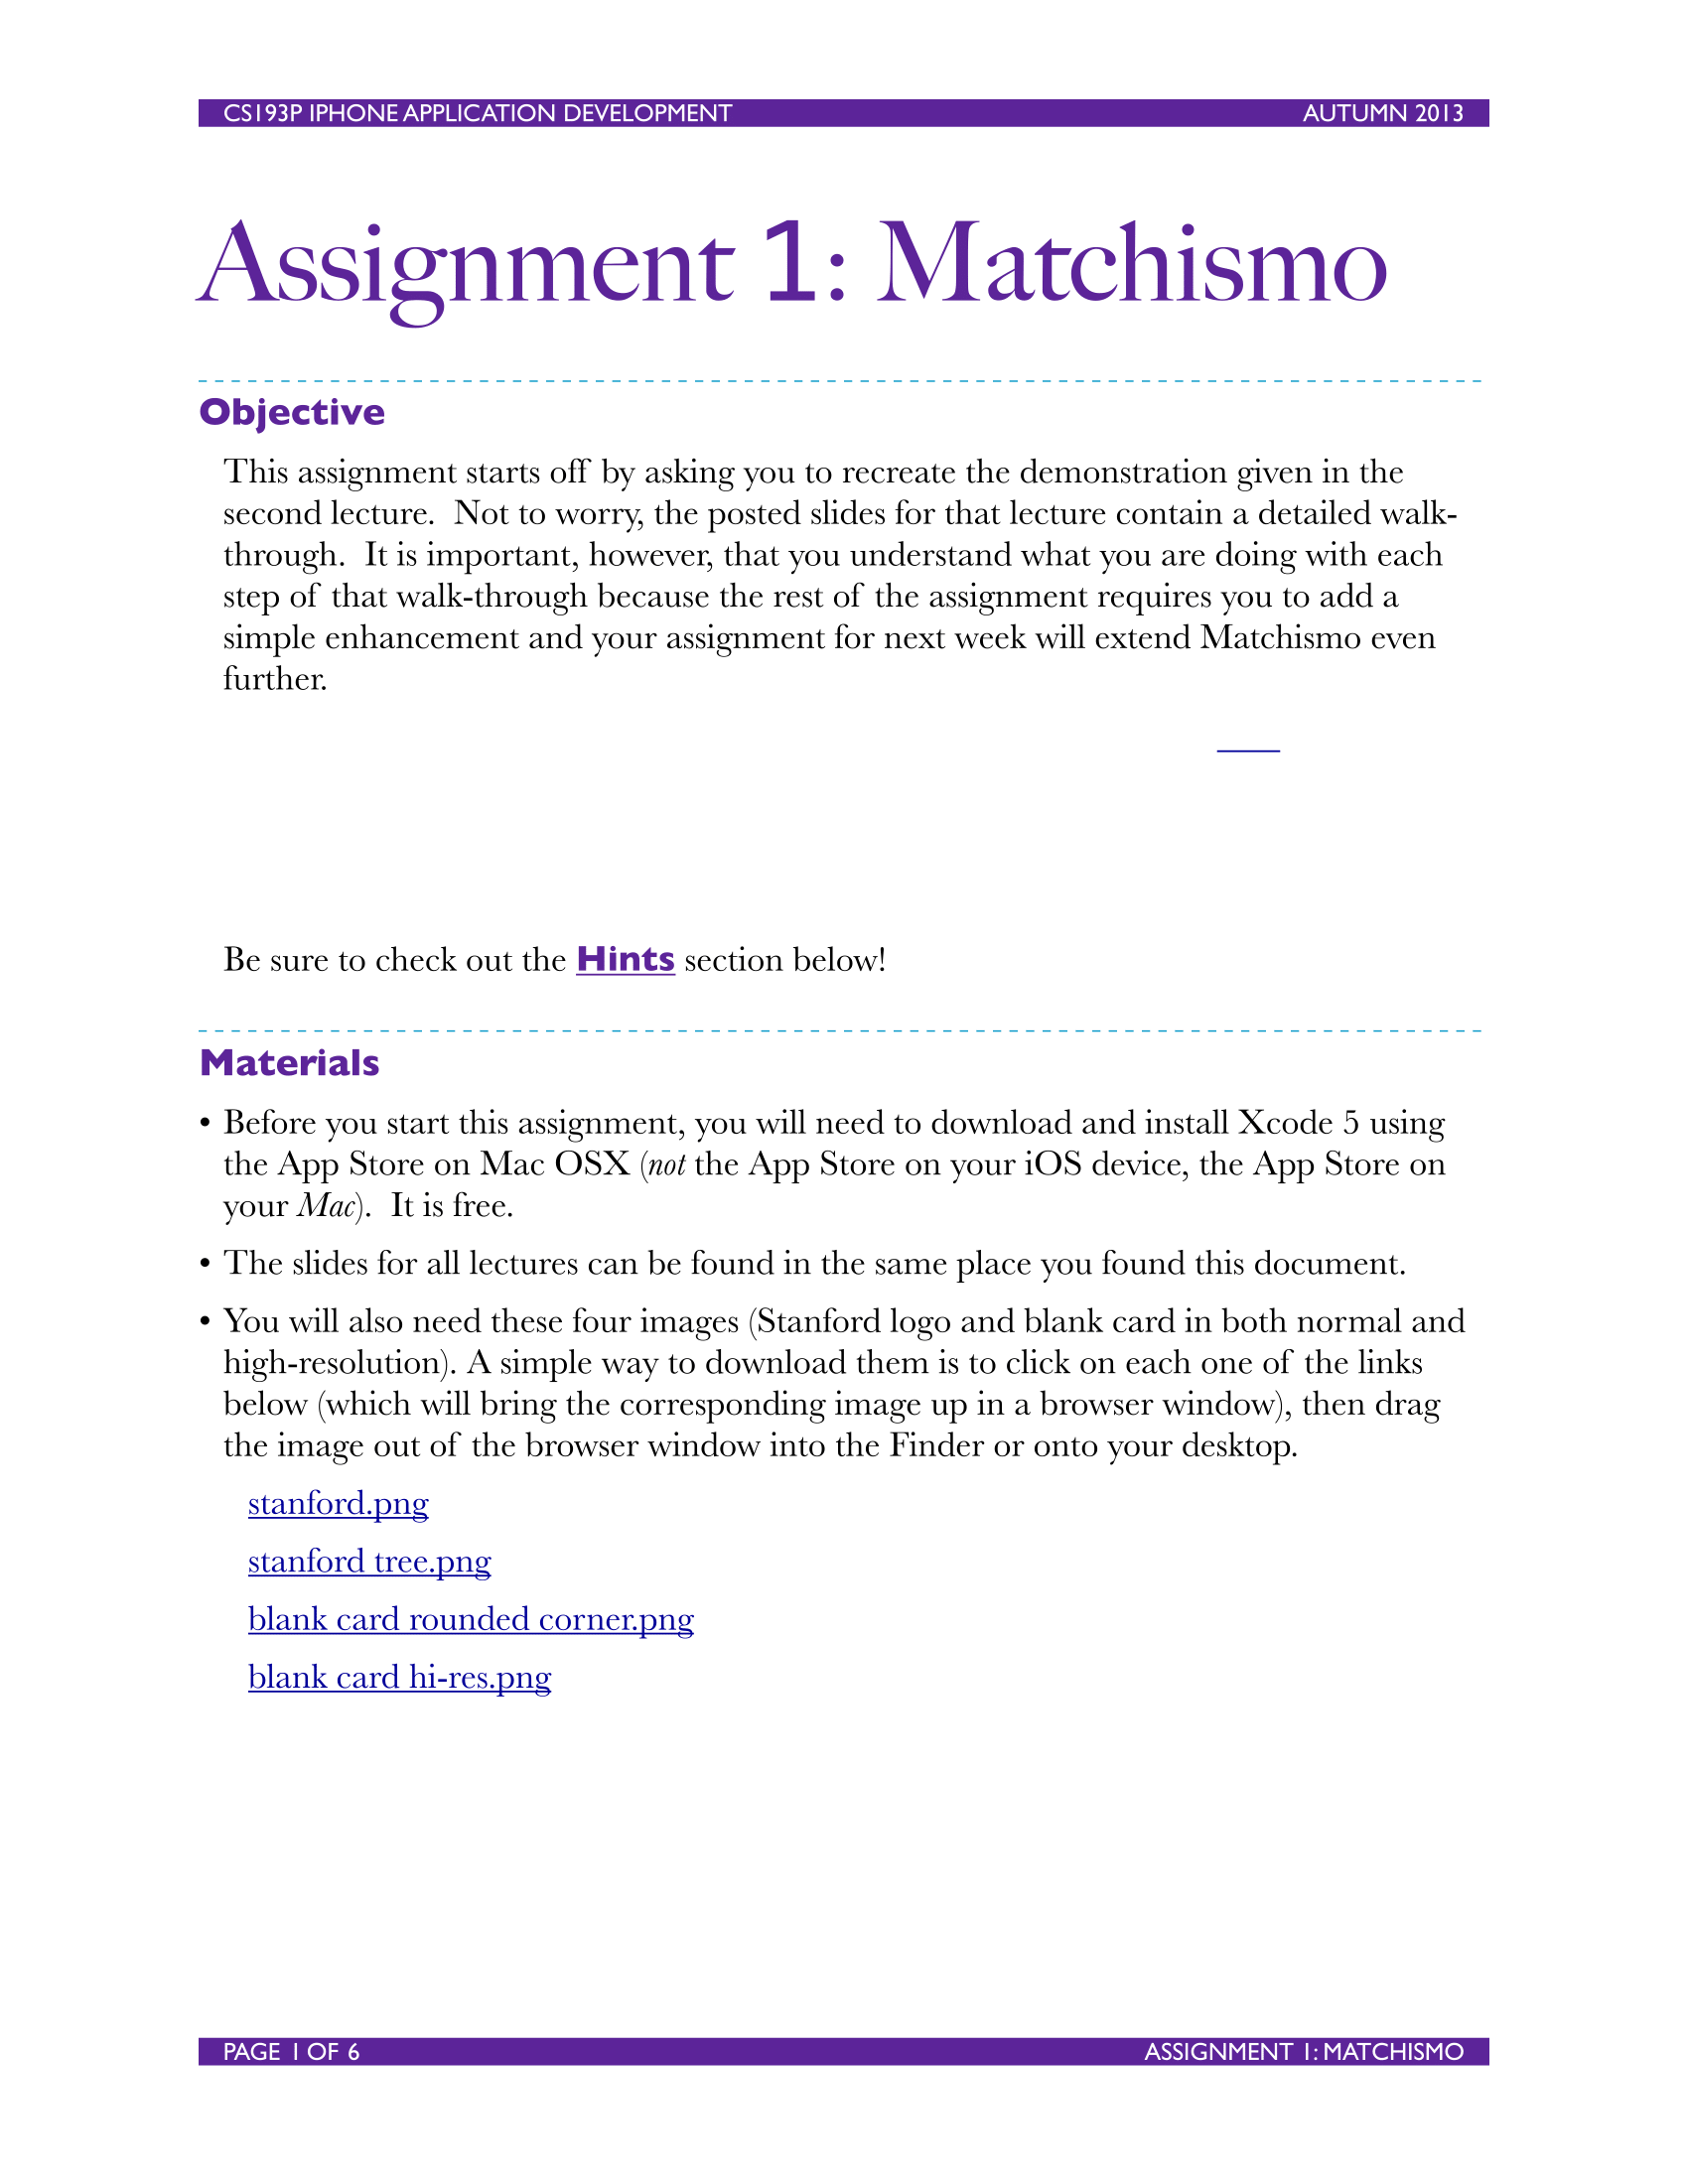 CS193P IPHONE APPLICATION DEVELOPMENT AUTUMN 2013
Assignment 1: Matchismo
Objective
This assignment starts off by asking you to recreate the demonstration given in the
second lecture.  Not to worry, the posted slides for that lecture contain a detailed walk-
through.  It is important, however, that you understand what you are doing with each
step of that walk-through because the rest of the assignment requires you to add a
simple enhancement and your assignment for next week will extend Matchismo even
further.
Be sure to check out the Hints section below!
Materials
• Before you start this assignment, you will need to download and install Xcode 5 using
the App Store on Mac OSX (not the App Store on your iOS device, the App Store on
your Mac).  It is free.
• The slides for all lectures can be found in the same place you found this document.
• You will also need these four images (Stanford logo and blank card in both normal and
high-resolution). A simple way to download them is to click on each one of the links
below (which will bring the corresponding image up in a browser window), then drag
the image out of the browser window into the Finder or onto your desktop.
stanford.png
stanford tree.png
blank card rounded corner.png
blank card hi-res.png
PAGE 1 OF 6 ASSIGNMENT 1: MATCHISMO